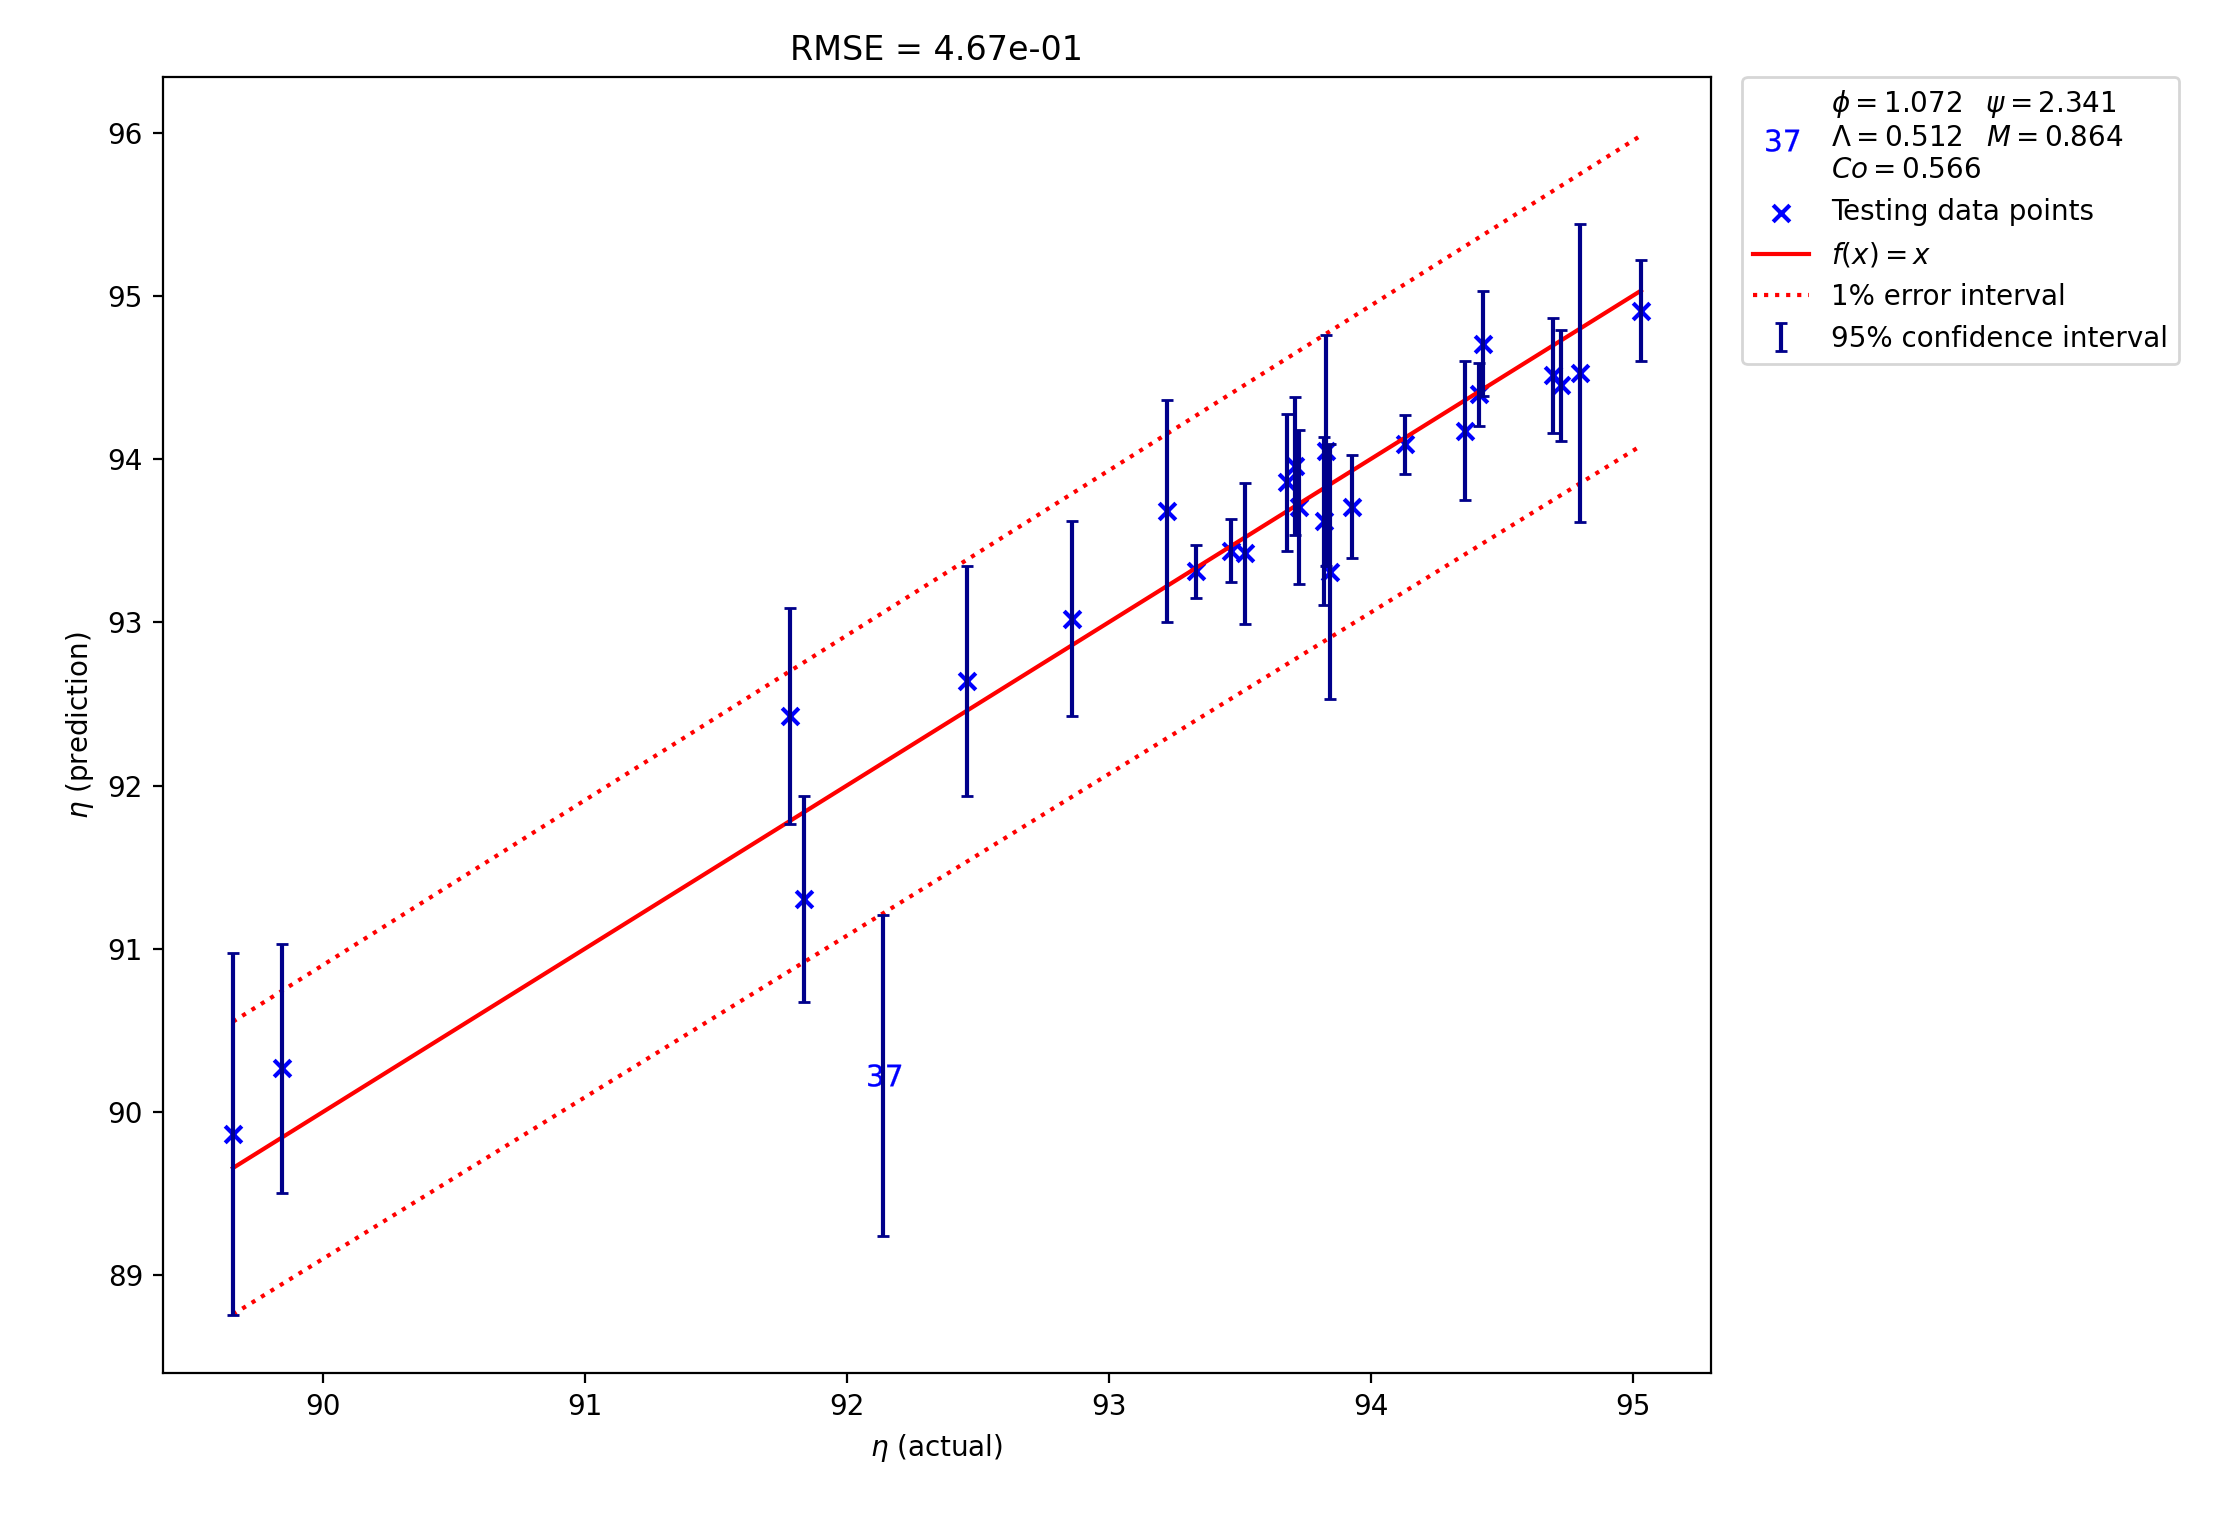 RMSE = 4.67e-01
96
95
94
93
92
91
90
89
η (prediction)
37
90
91
92
93
94
95
η (actual)
ϕ = 1.072 ψ = 2.341
37
Λ = 0.512 M = 0.864
Co = 0.566
Testing data points
f(x) = x
1% error interval
95% confidence interval